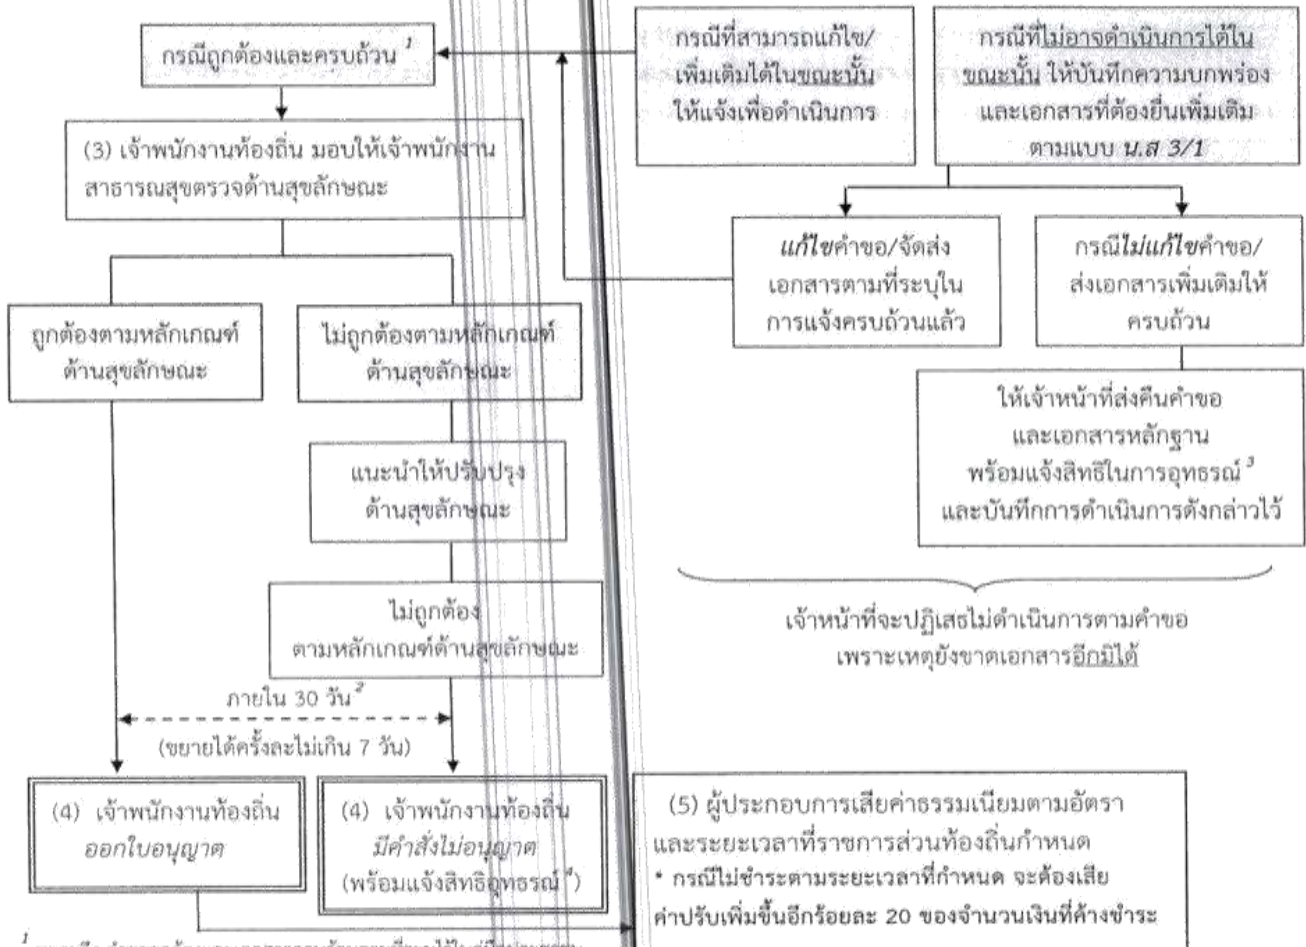 กรณีถูกต้องและครบถ้วน 1
กรณีที่สามารถแก้ไข/
เพิ่มเติมได้ในขณะนั้น
ให้แจ้งเพื่อดำเนินการ
กรณีที่ไม่อาจดำเนินการได้ใน
ขณะนั้น ให้บันทึกความบกพร่อง
และเอกสารที่ต้องยื่นเพิ่มเติม
ตามแบบ น.ส 3/1
(3) เจ้าพนักงานท้องถิ่น มอบให้เจ้าพนักงาน
สาธารณสุขตรวจด้านสุขลักษณะ
แก้ไขคำขอ/จัดส่ง
เอกสารตามที่ระบุใน
การแจ้งครบถ้วนแล้ว
กรณีไม่แก้ไขคำขอ/
ส่งเอกสารเพิ่มเติมให้
ครบถ้วน
ถูกต้องตามหลักเกณฑ์
ด้านสุขลักษณะ
ไม่ถูกต้องตามหลักเกณฑ์
ด้านสุขลักษณะ
ให้เจ้าหน้าที่ส่งคืนคำขอ
และเอกสารหลักฐาน
พร้อมแจ้งสิทธิในการอุทธรณ์ 3
และบันทึกการดำเนินการดังกล่าวไว้
แนะนำให้ปรับปรุง
ด้านสุขลักษณะ
ไม่ถูกต้อง
ตามหลักเกณฑ์ด้านสุขลักษณะ
เจ้าหน้าที่จะปฏิเสธไม่ดำเนินการตามคำขอ
เพราะเหตุยังขาดเอกสารอีกมิได้
ภายใน 30 วัน 2
(ขยายได้ครั้งละไม่เกิน 7 วัน)
(4) เจ้าพนักงานท้องถิ่น
ออกใบอนุญาต
(4) เจ้าพนักงานท้องถิ่น
มีคำสั่งไม่อนุญาต
(พร้อมแจ้งสิทธิอุทธรณ์ 4)
(5) ผู้ประกอบการเสียค่าธรรมเนียมตามอัตรา
และระยะเวลาที่ราชการส่วนท้องถิ่นกำหนด
* กรณีไม่ชำระตามระยะเวลาที่กำหนด จะต้องเสีย
ค่าปรับเพิ่มขึ้นอีกร้อยละ 20 ของจำนวนเงินที่ค้างชำระ
1